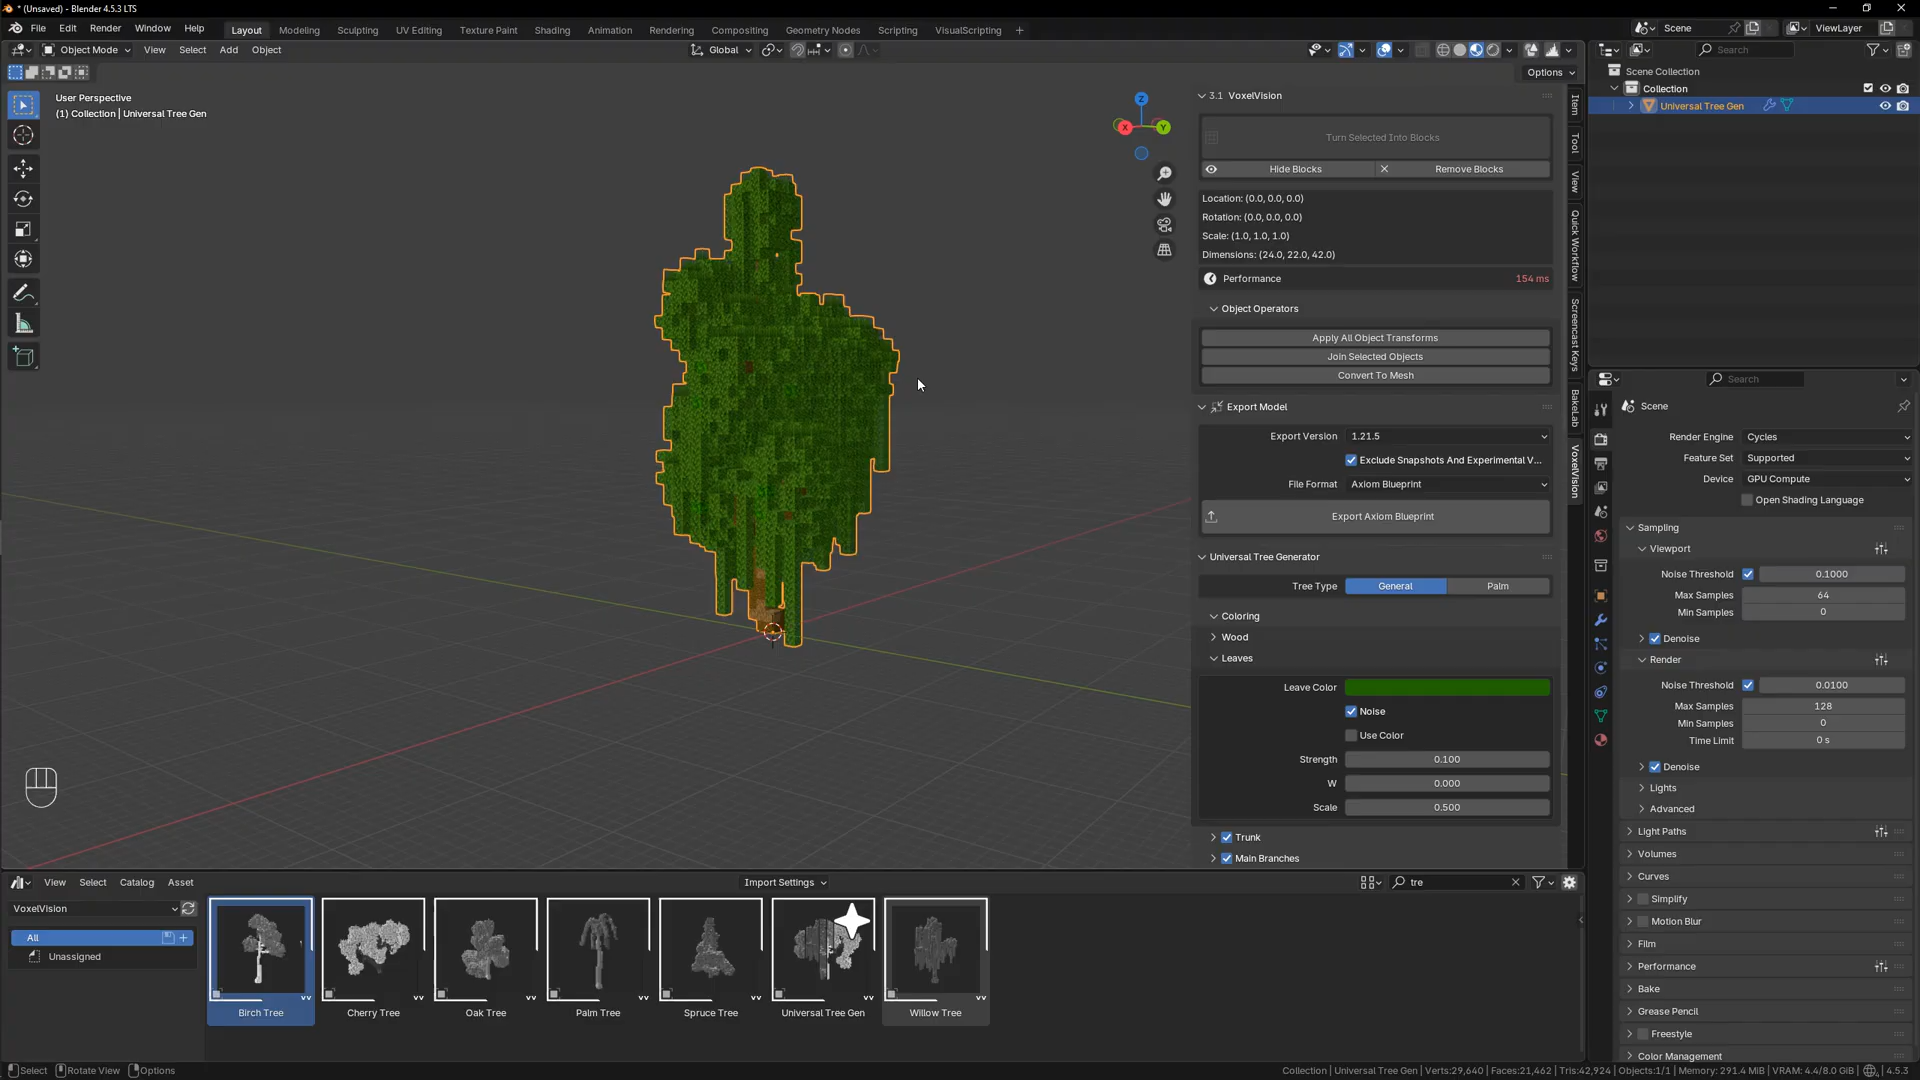 * (Unsaved) - Blender 4.5.3 LTS
File Edit Render Window Help Layout Modeling Sculpting UV Editing Texture Paint Shading Animation Rendering Compositing Geometry Nodes Scripting VisualScripting + Scene ViewLayer
Object Mode View Select Add Object Global Search
Options
User Perspective
(1) Collection | Universal Tree Gen
Z
X
Y
3.1 VoxelVision
Turn Selected Into Blocks
Hide Blocks Remove Blocks
Location: (0.0, 0.0, 0.0)
Rotation: (0.0, 0.0, 0.0)
Scale: (1.0, 1.0, 1.0)
Dimensions: (24.0, 22.0, 42.0)
Performance 154 ms
Object Operators
Apply All Object Transforms
Join Selected Objects
Convert To Mesh
Export Model
Export Version 1.21.5
Exclude Snapshots And Experimental V...
File Format Axiom Blueprint
Export Axiom Blueprint
Universal Tree Generator
Tree Type General Palm
Coloring
Wood
Leaves
Leave Color
Noise
Use Color
Strength 0.100
W 0.000
Scale 0.500
Trunk
Main Branches
Item
Tool
View
Quick Workflow
Screencast Keys
BakeLab
VoxelVision
Scene Collection
Collection
Universal Tree Gen
Search
Scene
Render Engine Cycles
Feature Set Supported
Device GPU Compute
Open Shading Language
Sampling
Viewport
Noise Threshold 0.1000
Max Samples 64
Min Samples 0
Denoise
Render
Noise Threshold 0.0100
Max Samples 128
Min Samples 0
Time Limit 0 s
Denoise
Lights
Advanced
Light Paths
Volumes
Curves
Simplify
Motion Blur
Film
Performance
Bake
Grease Pencil
Freestyle
Color Management
View Select Catalog Asset Import Settings tre
VoxelVision
All
Unassigned
Birch Tree Cherry Tree Oak Tree Palm Tree Spruce Tree Universal Tree Gen Willow Tree
Select Rotate View Options Collection | Universal Tree Gen | Verts:29,640 | Faces:21,462 | Tris:42,924 | Objects:1/1 | Memory: 291.4 MiB | VRAM: 4.4/8.0 GiB 4.5.3